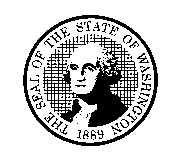 THE SEAL OF THE STATE OF WASHINGTON
1889